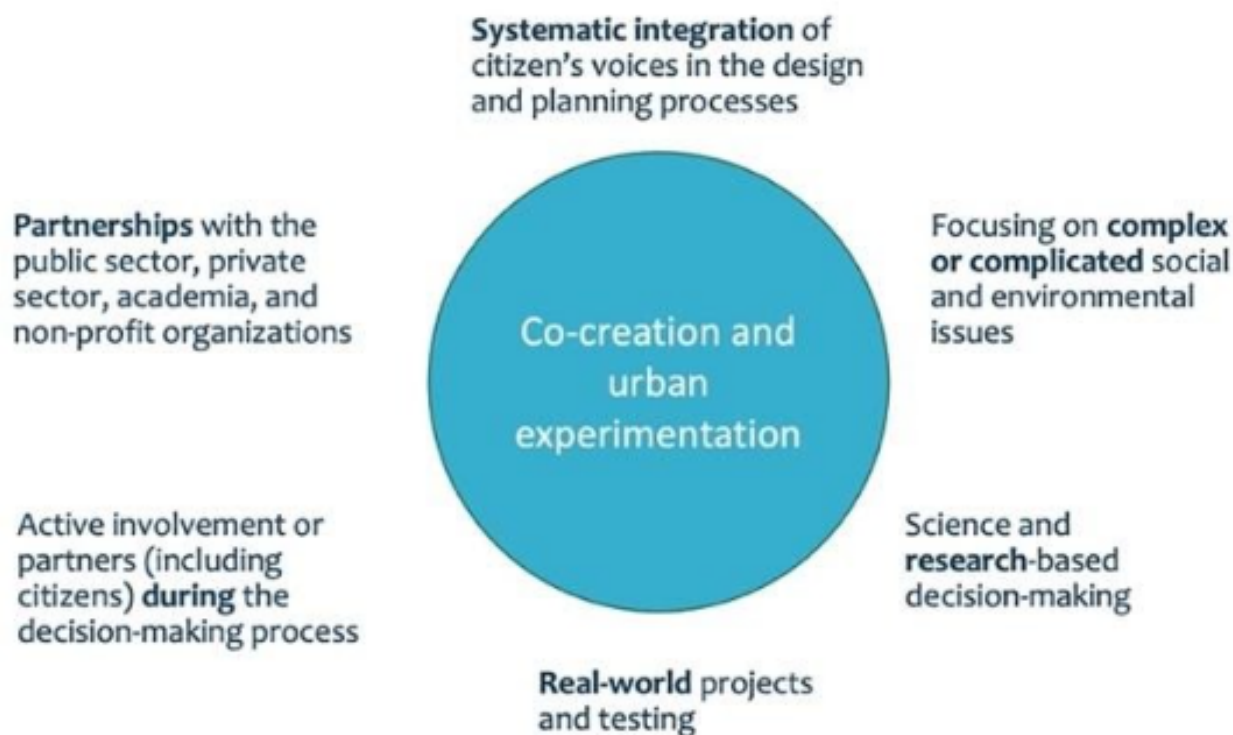 Systematic integration of
citizen's voices in the design
and planning processes
Partnerships with the
public sector, private
sector, academia, and
non-profit organizations
Focusing on complex
or complicated social
and environmental
issues
Co-creation and
urban
experimentation
Active involvement or
partners (including
citizens) during the
decision-making process
Science and
research-based
decision-making
Real-world projects
and testing